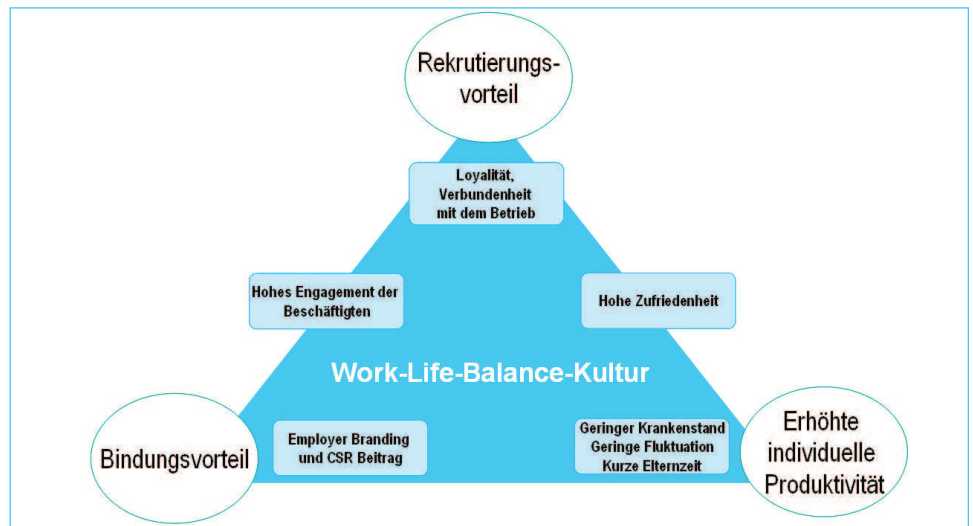 Rekrutierungs-
vorteil
Loyalität,
Verbundenheit
mit dem Betrieb
Hohes Engagement der
Beschäftigten
Hohe Zufriedenheit
Work-Life-Balance-Kultur
Bindungsvorteil
Employer Branding
und CSR Beitrag
Geringer Krankenstand
Geringe Fluktuation
Kurze Elternzeit
Erhöhte
individuelle
Produktivität